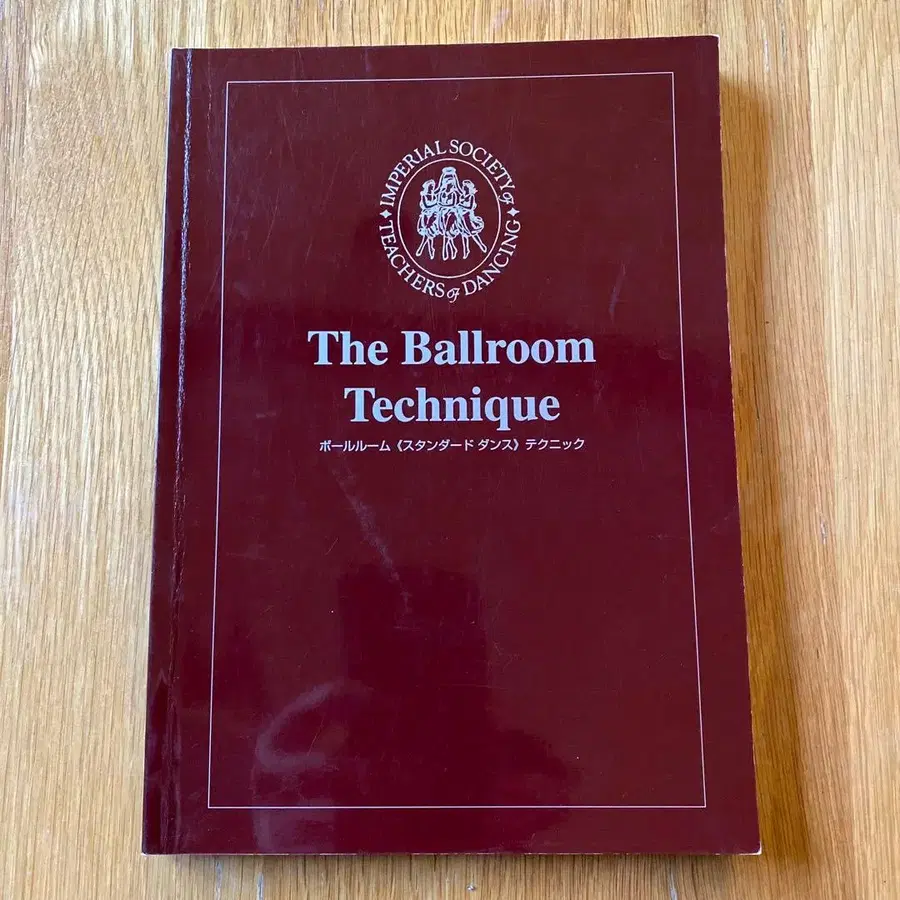 IMPERIAL SOCIETY of
TEACHERS of DANCING
The Ballroom
Technique
ボールルーム《スタンダード ダンス》テクニック